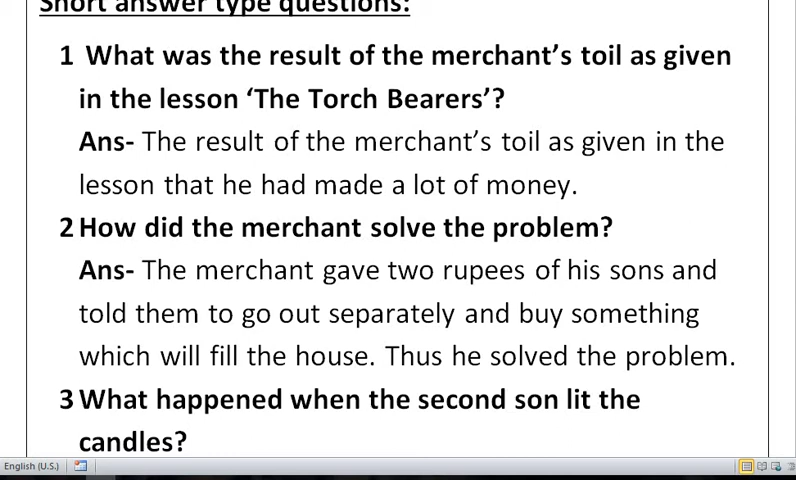 Short answer type questions:
1 What was the result of the merchant's toil as given
in the lesson 'The Torch Bearers'?
Ans- The result of the merchant's toil as given in the
lesson that he had made a lot of money.
2 How did the merchant solve the problem?
Ans- The merchant gave two rupees of his sons and
told them to go out separately and buy something
which will fill the house. Thus he solved the problem.
3 What happened when the second son lit the
candles?
English (U.S.)